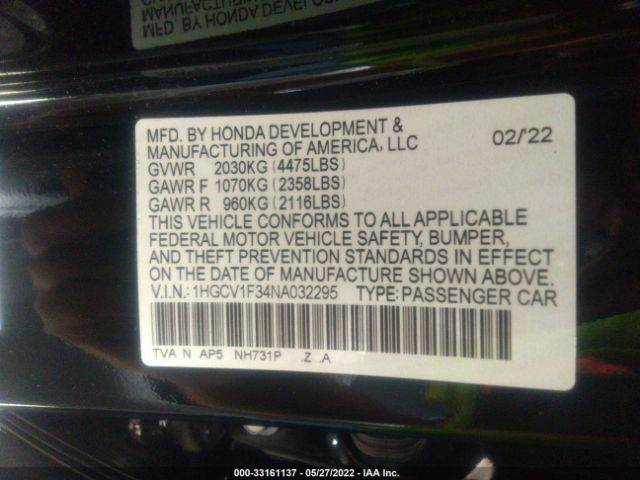 MFD. BY HONDA DEVELOPMENT &
MANUFACTURING OF AMERICA, LLC 02/'22
GVWR 2030KG (4475LBS)
GAWR F 1070KG (2358LBS)
GAWR R 960KG (2116LBS)
THIS VEHICLE CONFORMS TO ALL APPLICABLE
FEDERAL MOTOR VEHICLE SAFETY, BUMPER,
AND THEFT PREVENTION STANDARDS IN EFFECT
ON THE DATE OF MANUFACTURE SHOWN ABOVE.
V.I.N.: 1HGCV1F34NA032295 TYPE: PASSENGER CAR
TVA N AP5 NH731P .Z .A
000-33161137 - 05/27/2022 - IAA Inc.